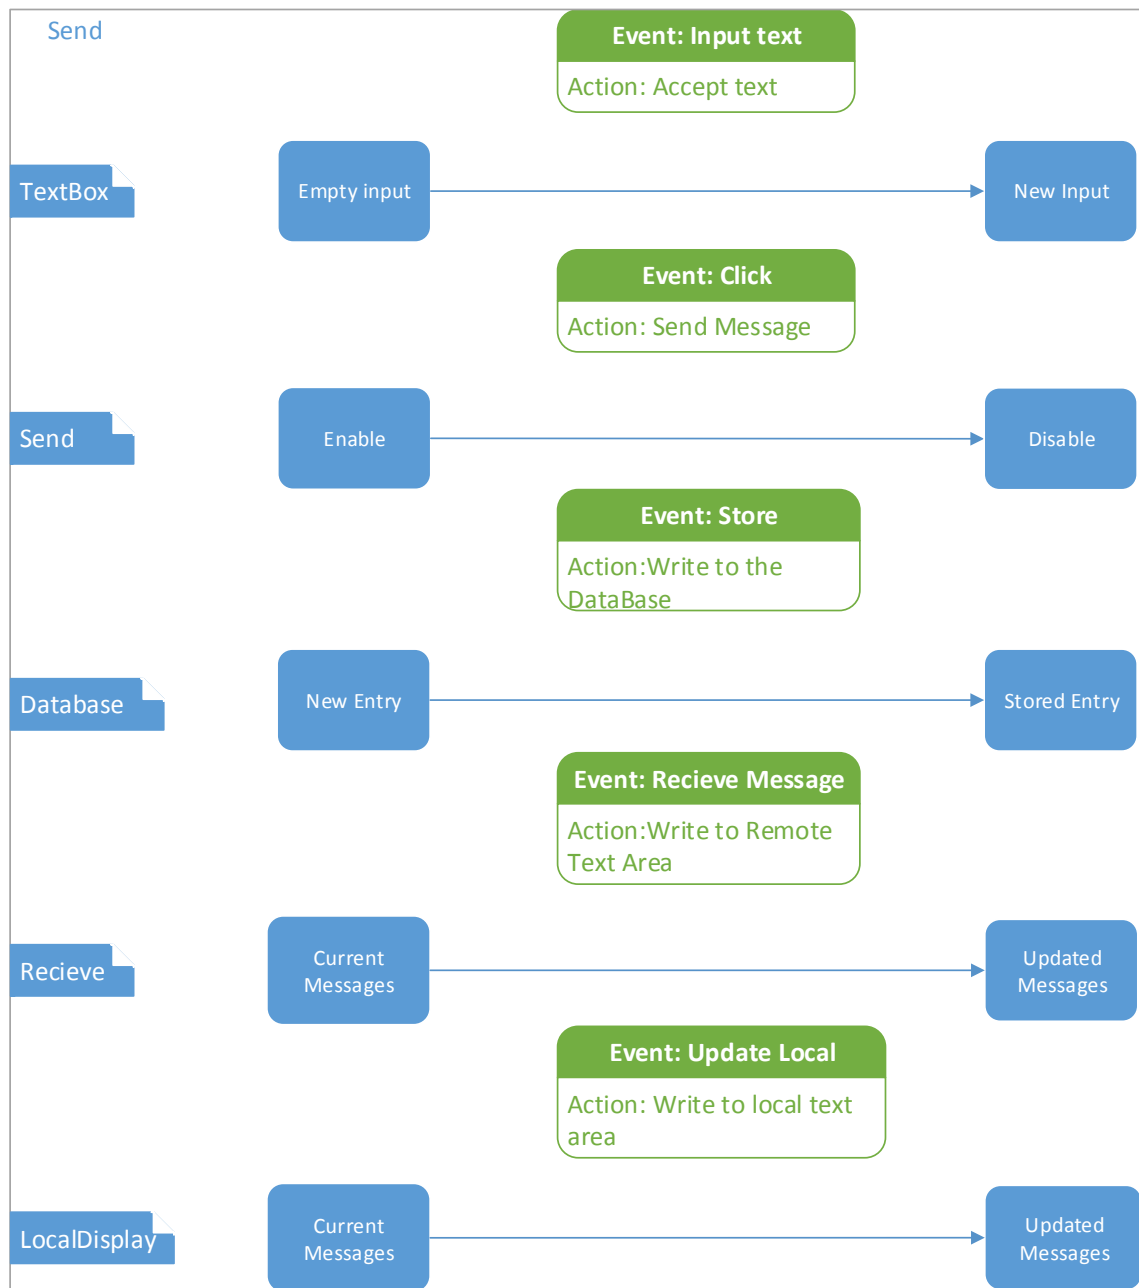 Send
Event: Input text
Action: Accept text
TextBox
Empty input
New Input
Event: Click
Action: Send Message
Send
Enable
Disable
Event: Store
Action:Write to the
DataBase
Database
New Entry
Stored Entry
Event: Recieve Message
Action:Write to Remote
Text Area
Recieve
Current
Messages
Updated
Messages
Event: Update Local
Action: Write to local text
area
LocalDisplay
Current
Messages
Updated
Messages